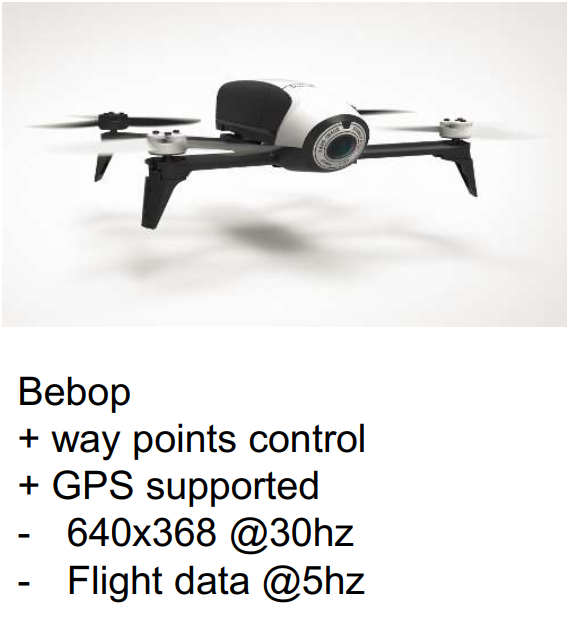 Bebop
+ way points control
+ GPS supported
- 640x368 @30hz
- Flight data @5hz